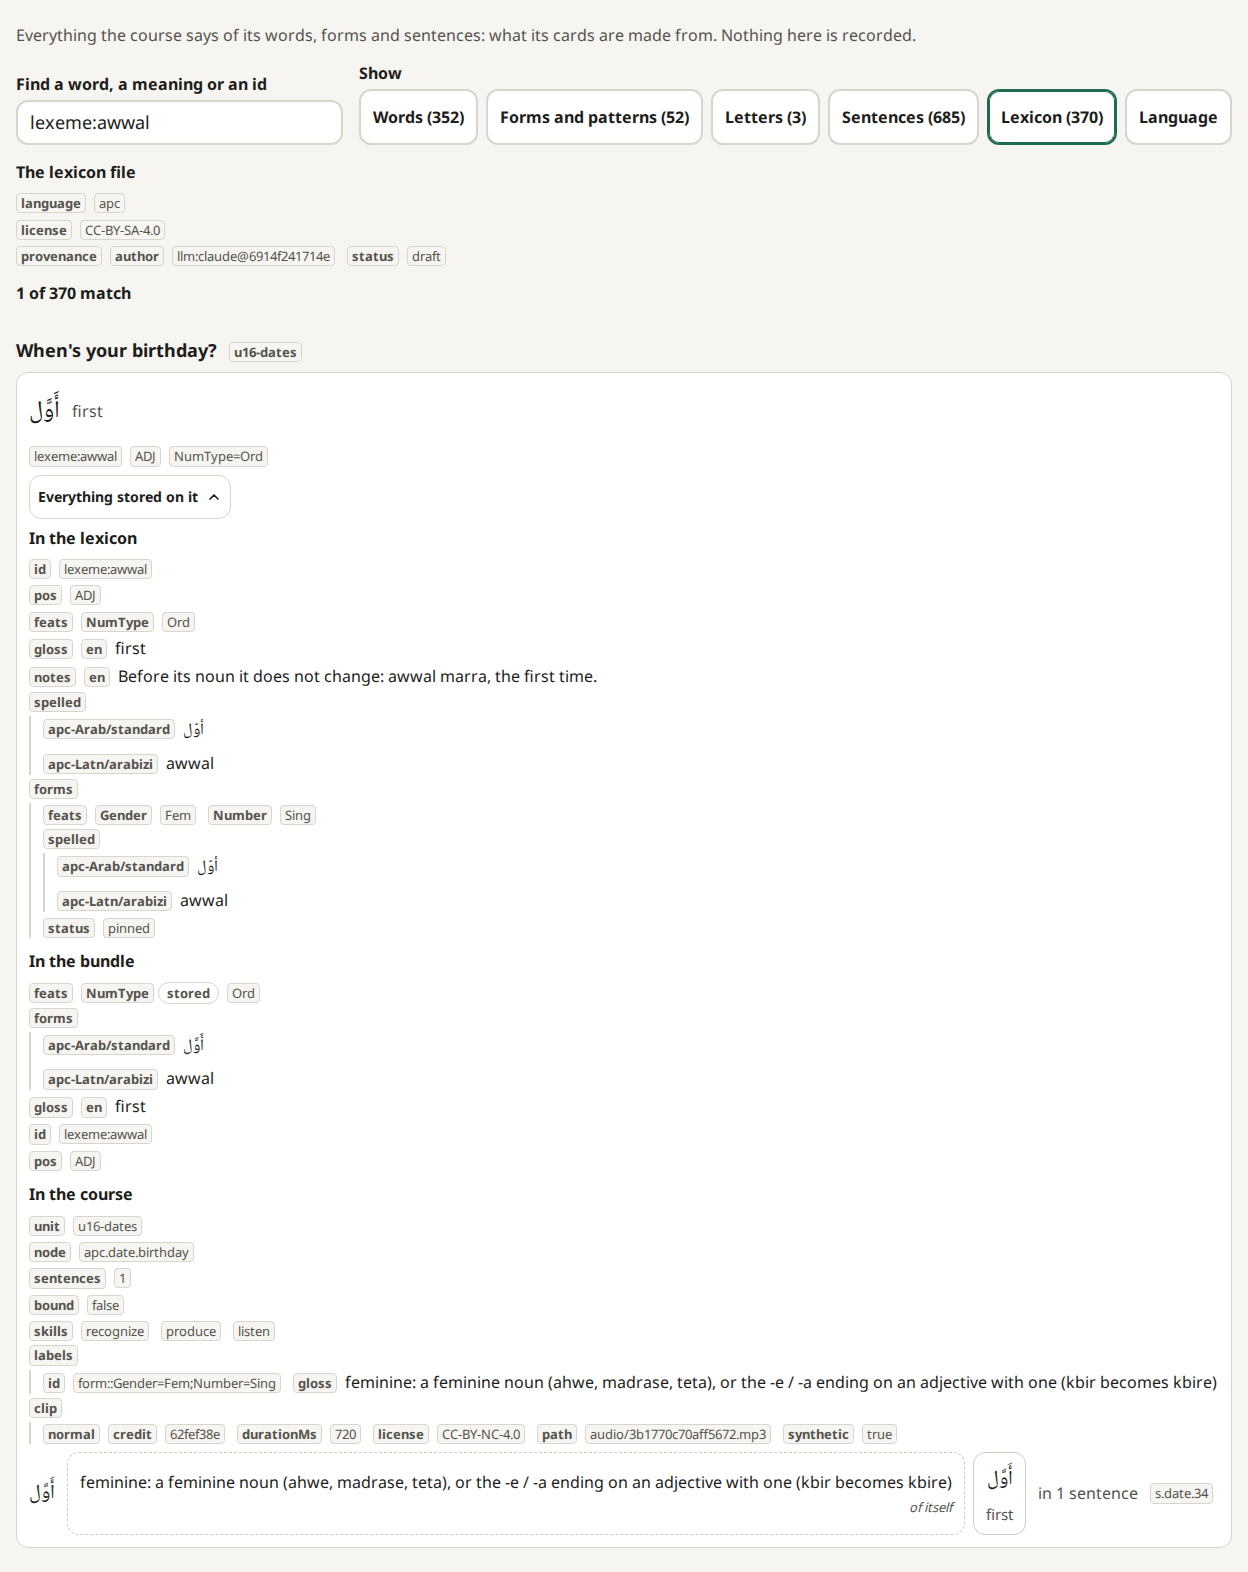 Everything the course says of its words, forms and sentences: what its cards are made from. Nothing here is recorded.
Find a word, a meaning or an id
lexeme:awwal
Show
Words (352) Forms and patterns (52) Letters (3) Sentences (685) Lexicon (370) Language
The lexicon file
language apc
license CC-BY-SA-4.0
provenance author llm:claude@6914f241714e status draft
1 of 370 match
When's your birthday? u16-dates
أَوَّل first
lexeme:awwal ADJ NumType=Ord
Everything stored on it
In the lexicon
id lexeme:awwal
pos ADJ
feats NumType Ord
gloss en first
notes en Before its noun it does not change: awwal marra, the first time.
spelled
apc-Arab/standard أوّل
apc-Latn/arabizi awwal
forms
feats Gender Fem Number Sing
spelled
apc-Arab/standard أوّل
apc-Latn/arabizi awwal
status pinned
In the bundle
feats NumType stored Ord
forms
apc-Arab/standard أَوَّل
apc-Latn/arabizi awwal
gloss en first
id lexeme:awwal
pos ADJ
In the course
unit u16-dates
node apc.date.birthday
sentences 1
bound false
skills recognize produce listen
labels
id form::Gender=Fem;Number=Sing gloss feminine: a feminine noun (ahwe, madrase, teta), or the -e / -a ending on an adjective with one (kbir becomes kbire)
clip
normal credit 62fef38e durationMs 720 license CC-BY-NC-4.0 path audio/3b1770c70aff5672.mp3 synthetic true
أَوَّل feminine: a feminine noun (ahwe, madrase, teta), or the -e / -a ending on an adjective with one (kbir becomes kbire)
of itself
أَوَّل
first
in 1 sentence s.date.34